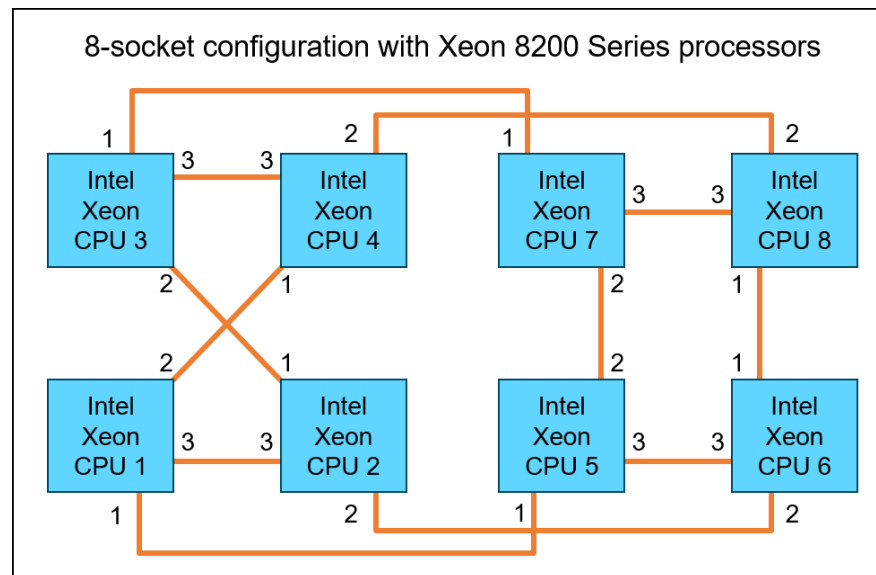 8-socket configuration with Xeon 8200 Series processors
1
2
1
2
3
3
3
3
Intel
Xeon
CPU 3
Intel
Xeon
CPU 4
Intel
Xeon
CPU 7
Intel
Xeon
CPU 8
2
1
2
1
2
1
2
1
Intel
Xeon
CPU 1
Intel
Xeon
CPU 2
Intel
Xeon
CPU 5
Intel
Xeon
CPU 6
3
3
3
3
1
2
1
2